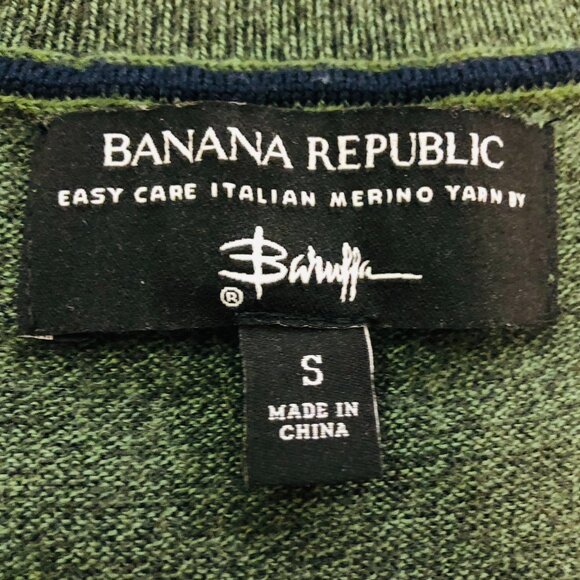 BANANA REPUBLIC
EASY CARE ITALIAN MERINO YARN BY
Baruffa
®
S
MADE IN
CHINA